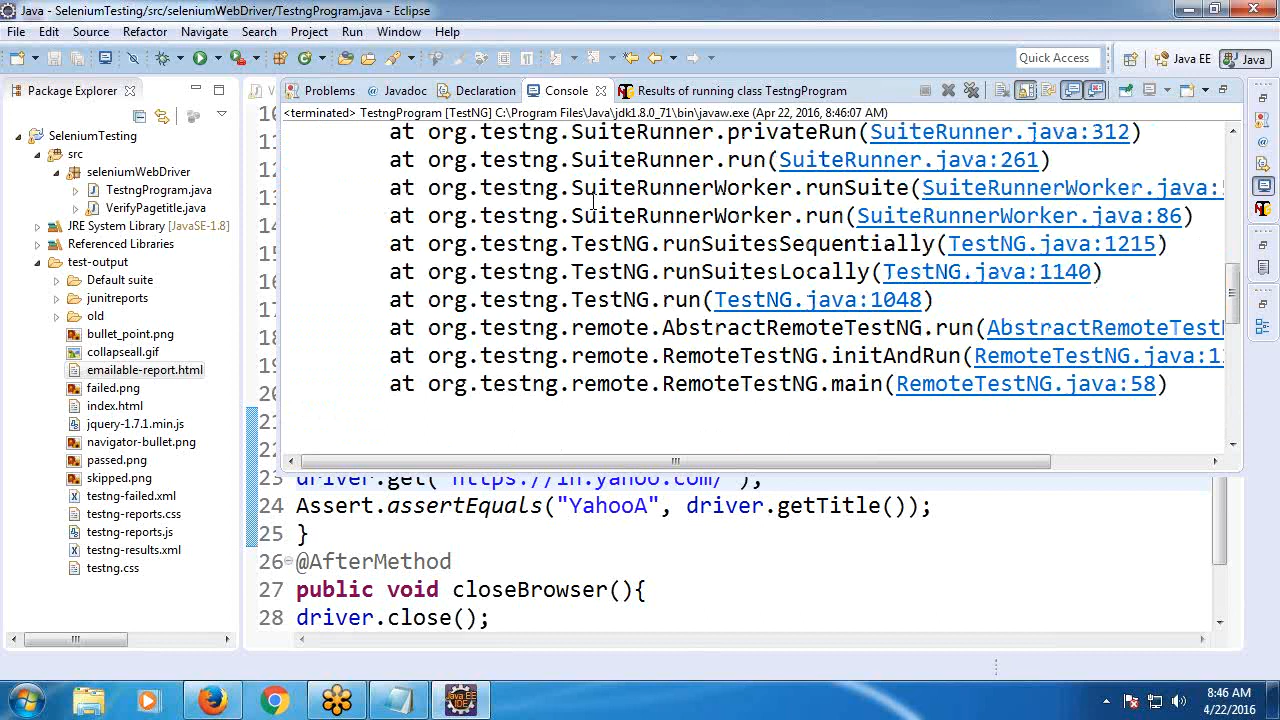 Java - SeleniumTesting/src/seleniumWebDriver/TestngProgram.java - Eclipse
File Edit Source Refactor Navigate Search Project Run Window Help
Quick Access
Java EE
Java
Package Explorer
SeleniumTesting
src
seleniumWebDriver
TestngProgram.java
VerifyPagetitle.java
JRE System Library [JavaSE-1.8]
Referenced Libraries
test-output
Default suite
junitreports
old
bullet_point.png
collapseall.gif
emailable-report.html
failed.png
index.html
jquery-1.7.1.min.js
navigator-bullet.png
passed.png
skipped.png
testng-failed.xml
testng-reports.css
testng-reports.js
testng-results.xml
testng.css
Problems @ Javadoc Declaration Console Results of running class TestngProgram
<terminated> TestngProgram [TestNG] C:\Program Files\Java\jdk1.8.0_71\bin\javaw.exe (Apr 22, 2016, 8:46:07 AM)
at org.testng.SuiteRunner.privateRun(SuiteRunner.java:312)
at org.testng.SuiteRunner.run(SuiteRunner.java:261)
at org.testng.SuiteRunnerWorker.runSuite(SuiteRunnerWorker.java:
at org.testng.SuiteRunnerWorker.run(SuiteRunnerWorker.java:86)
at org.testng.TestNG.runSuitesSequentially(TestNG.java:1215)
at org.testng.TestNG.runSuitesLocally(TestNG.java:1140)
at org.testng.TestNG.run(TestNG.java:1048)
at org.testng.remote.AbstractRemoteTestNG.run(AbstractRemoteTestN
at org.testng.remote.RemoteTestNG.initAndRun(RemoteTestNG.java:1
at org.testng.remote.RemoteTestNG.main(RemoteTestNG.java:58)
23 driver.get("https://in.yahoo.com/");
24 Assert.assertEquals("YahooA", driver.getTitle());
25 }
26 @AfterMethod
27 public void closeBrowser(){
28 driver.close();
8:46 AM
4/22/2016